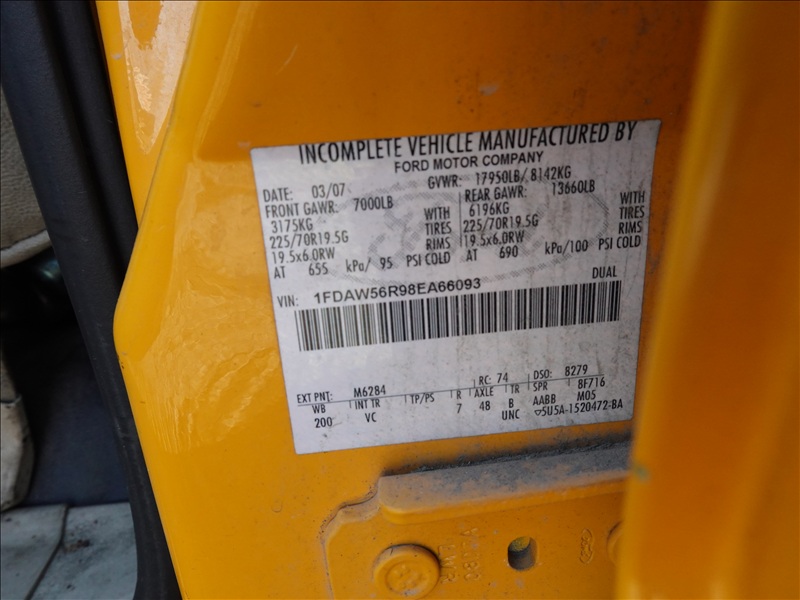 INCOMPLETE VEHICLE MANUFACTURED BY
FORD MOTOR COMPANY
DATE: 03/07 GVWR: 17950LB/ 8142KG
FRONT GAWR: 7000LB REAR GAWR: 13660LB
3175KG WITH 6196KG WITH
225/70R19.5G TIRES 225/70R19.5G TIRES
19.5x6.0RW RIMS 19.5x6.0RW RIMS
AT 655 kPa/ 95 PSI COLD AT 690 kPa/100 PSI COLD
VIN: 1FDAW56R98EA66093 DUAL
EXT PNT: M6284 RC: 74 DSO: 8279
WB INT TR TP/PS R AXLE TR SPR BF716
200 VC 7 48 B AABB M05
UNC ▽5U5A-1520472-BA